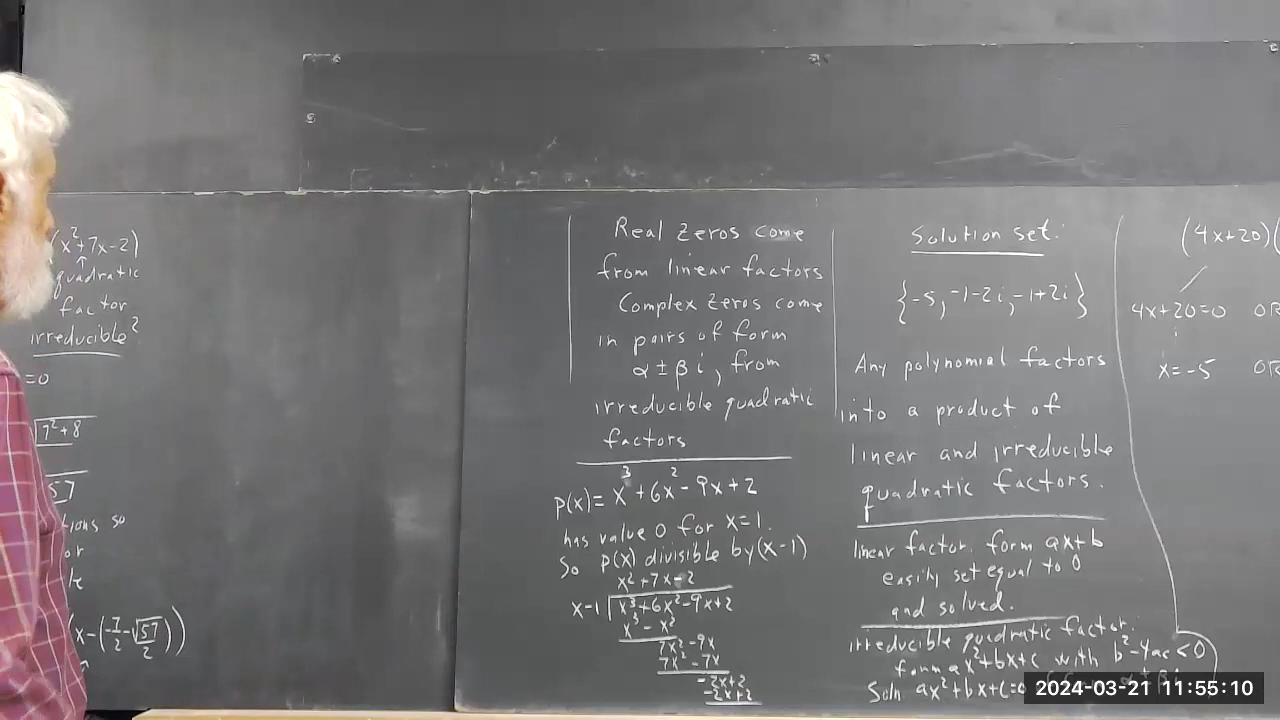 (x²+7x-2)
↑
quadratic
factor
irreducible?
=0
√7²+8
57
tions so
or
(x-(-7/2-√57/2))
Real zeros come
from linear factors
Complex zeros come
in pairs of form
α±βi, from
irreducible quadratic
factors
P(x)= x³+6x²-9x+2
has value 0 for x=1.
So P(x) divisible by (x-1)
x²+7x-2
x-1 √x³+6x²-9x+2
x³-x²
7x²-9x
7x²-7x
-2x+2
-2x+2
Solution set:
{-5, -1-2i, -1+2i}
Any polynomial factors
into a product of
linear and irreducible
quadratic factors.
linear factor. form ax+b
easily set equal to 0
and solved.
irreducible quadratic factor.
form ax²+bx+c with b²-4ac<0
Soln ax²+bx+c=0 α±βi
(4x+20)(
4x+20=0 OR
x=-5 OR
2024-03-21 11:55:10